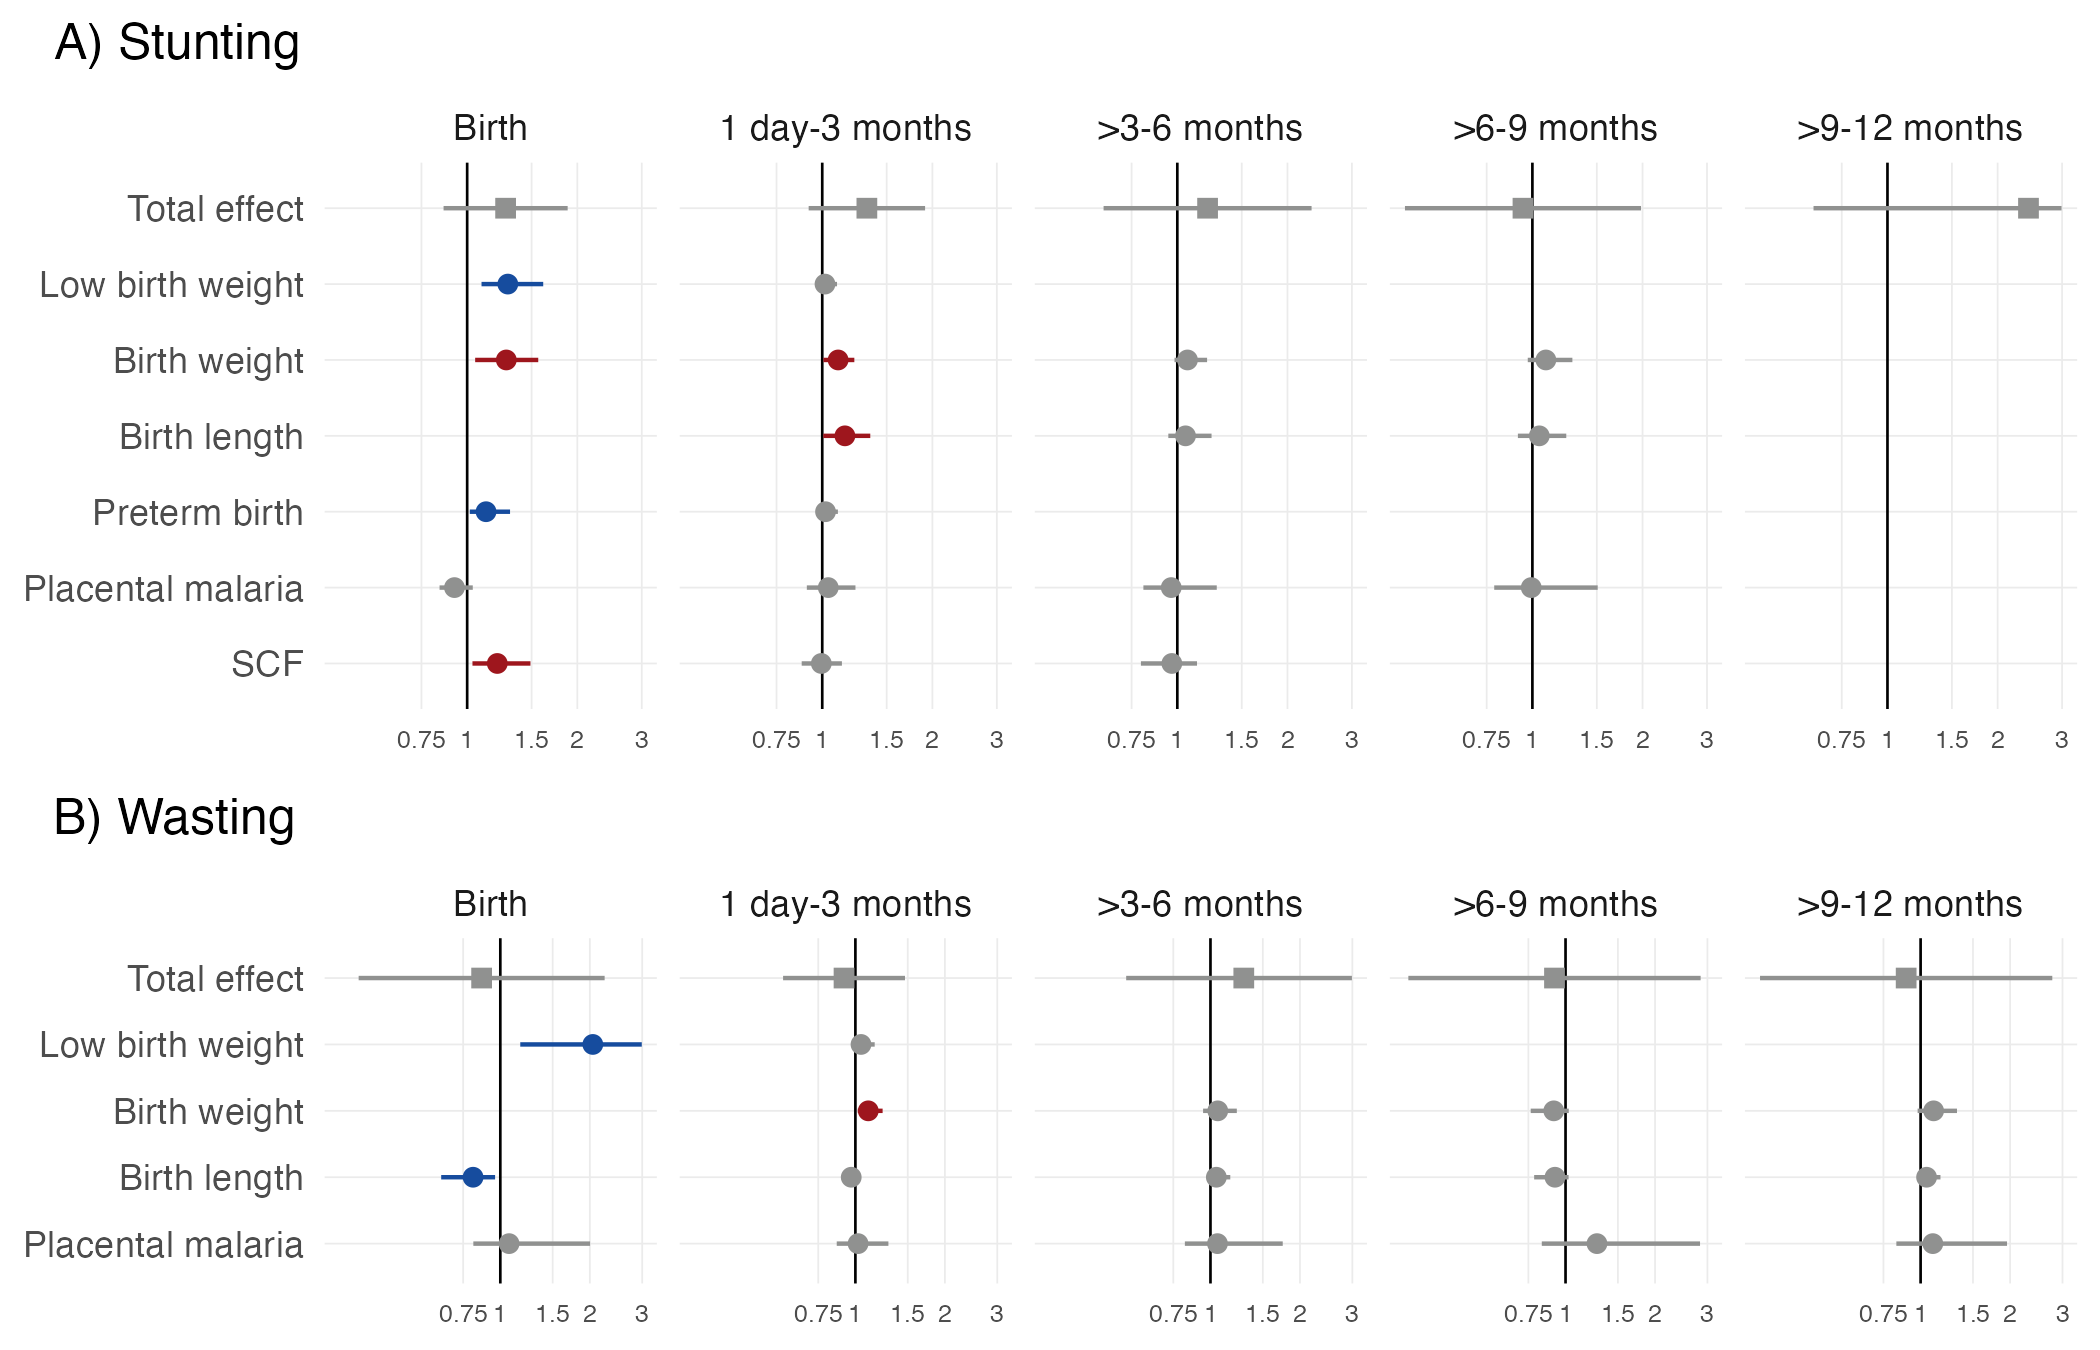 A) Stunting
Birth 1 day-3 months >3-6 months >6-9 months >9-12 months
Total effect
Low birth weight
Birth weight
Birth length
Preterm birth
Placental malaria
SCF
0.75 1 1.5 2 3 0.75 1 1.5 2 3 0.75 1 1.5 2 3 0.75 1 1.5 2 3 0.75 1 1.5 2 3
B) Wasting
Birth 1 day-3 months >3-6 months >6-9 months >9-12 months
Total effect
Low birth weight
Birth weight
Birth length
Placental malaria
0.75 1 1.5 2 3 0.75 1 1.5 2 3 0.75 1 1.5 2 3 0.75 1 1.5 2 3 0.75 1 1.5 2 3